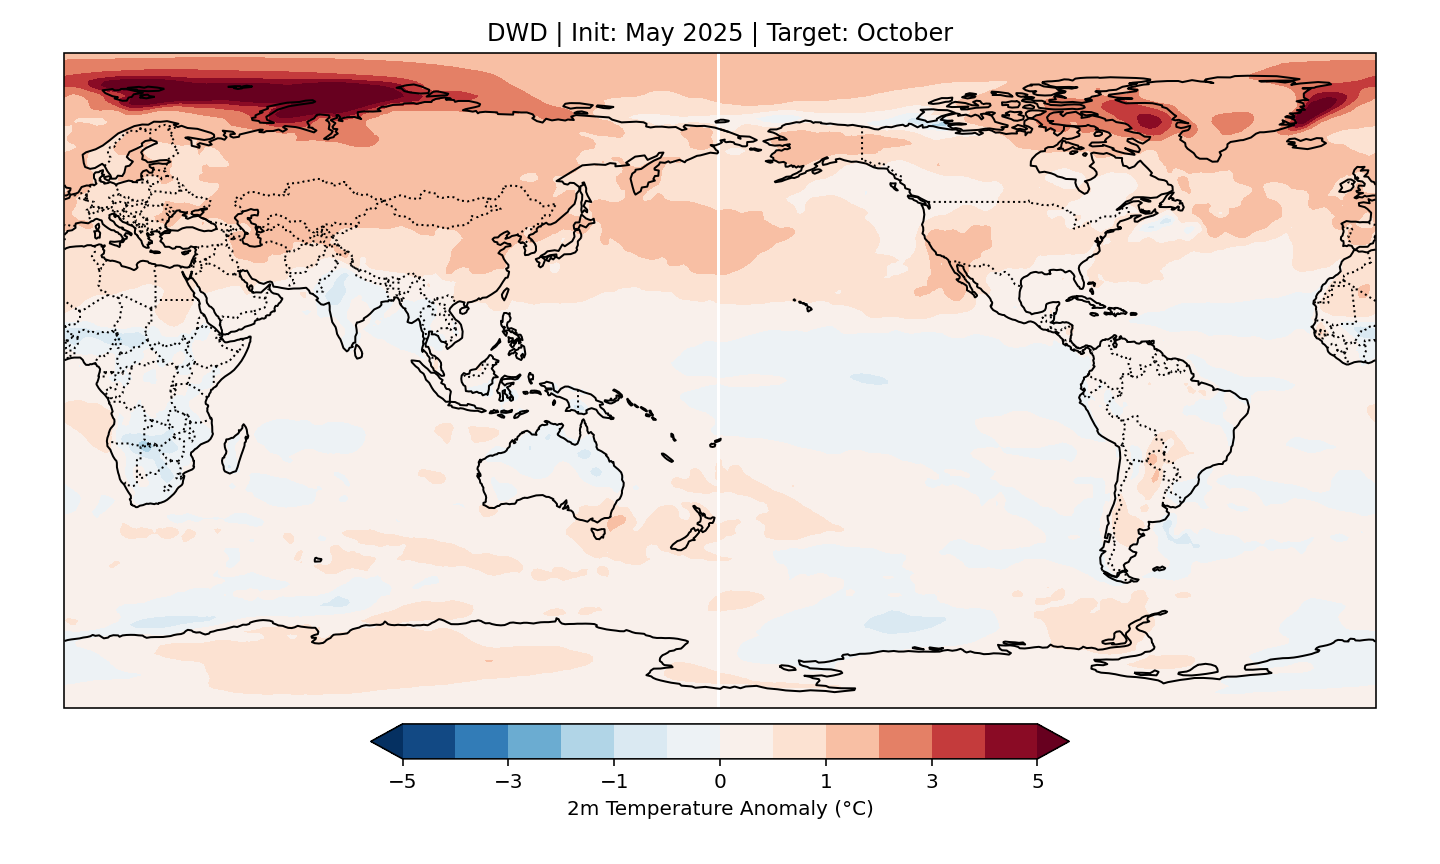 DWD | Init: May 2025 | Target: October
−5 −3 −1 0 1 3 5
2m Temperature Anomaly (°C)